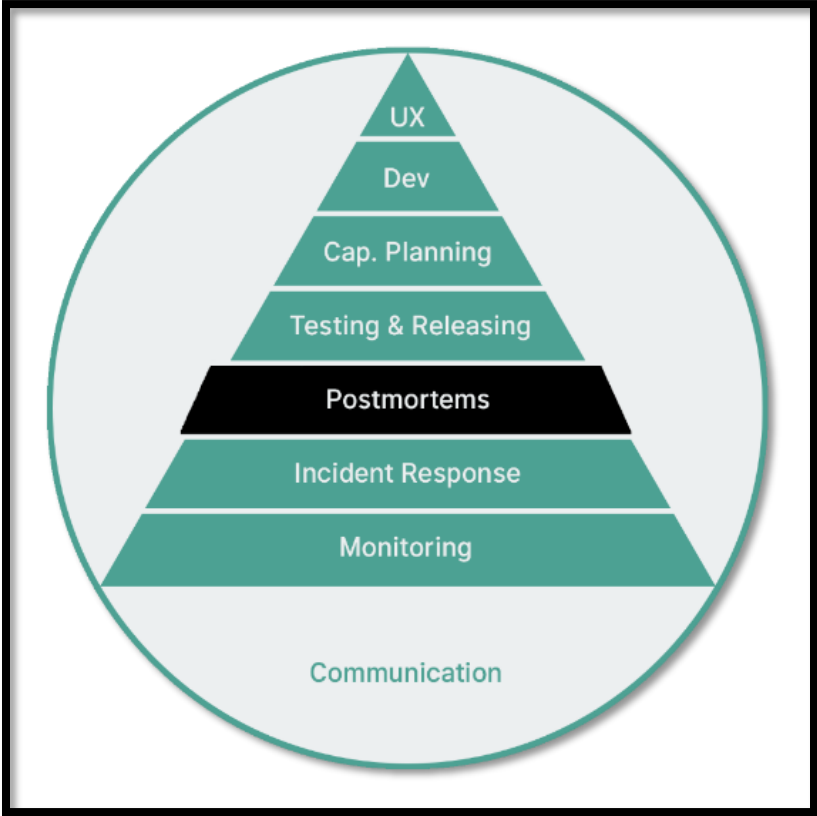 UX
Dev
Cap. Planning
Testing & Releasing
Postmortems
Incident Response
Monitoring
Communication